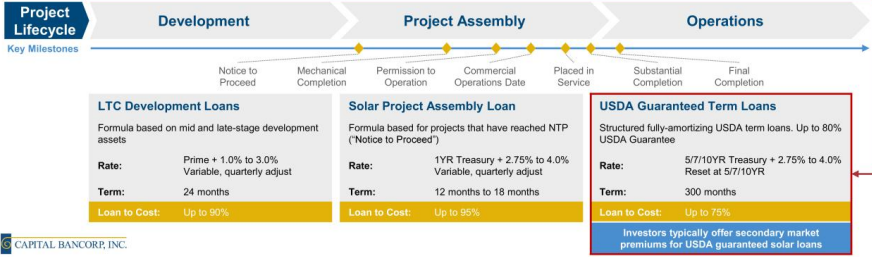 Project
Lifecycle
Development
Project Assembly
Operations
Key Milestones
Notice to
Proceed
Mechanical
Completion
Permission to
Operation
Commercial
Operations Date
Placed in
Service
Substantial
Completion
Final
Completion
LTC Development Loans
Formula based on mid and late-stage development
assets
Rate: Prime + 1.0% to 3.0%
Variable, quarterly adjust
Term: 24 months
Loan to Cost: Up to 90%
Solar Project Assembly Loan
Formula based for projects that have reached NTP
("Notice to Proceed")
Rate: 1YR Treasury + 2.75% to 4.0%
Variable, quarterly adjust
Term: 12 months to 18 months
Loan to Cost: Up to 95%
USDA Guaranteed Term Loans
Structured fully-amortizing USDA term loans. Up to 80%
USDA Guarantee
Rate: 5/7/10YR Treasury + 2.75% to 4.0%
Reset at 5/7/10YR
Term: 300 months
Loan to Cost: Up to 75%
Investors typically offer secondary market
premiums for USDA guaranteed solar loans
CAPITAL BANCORP, INC.